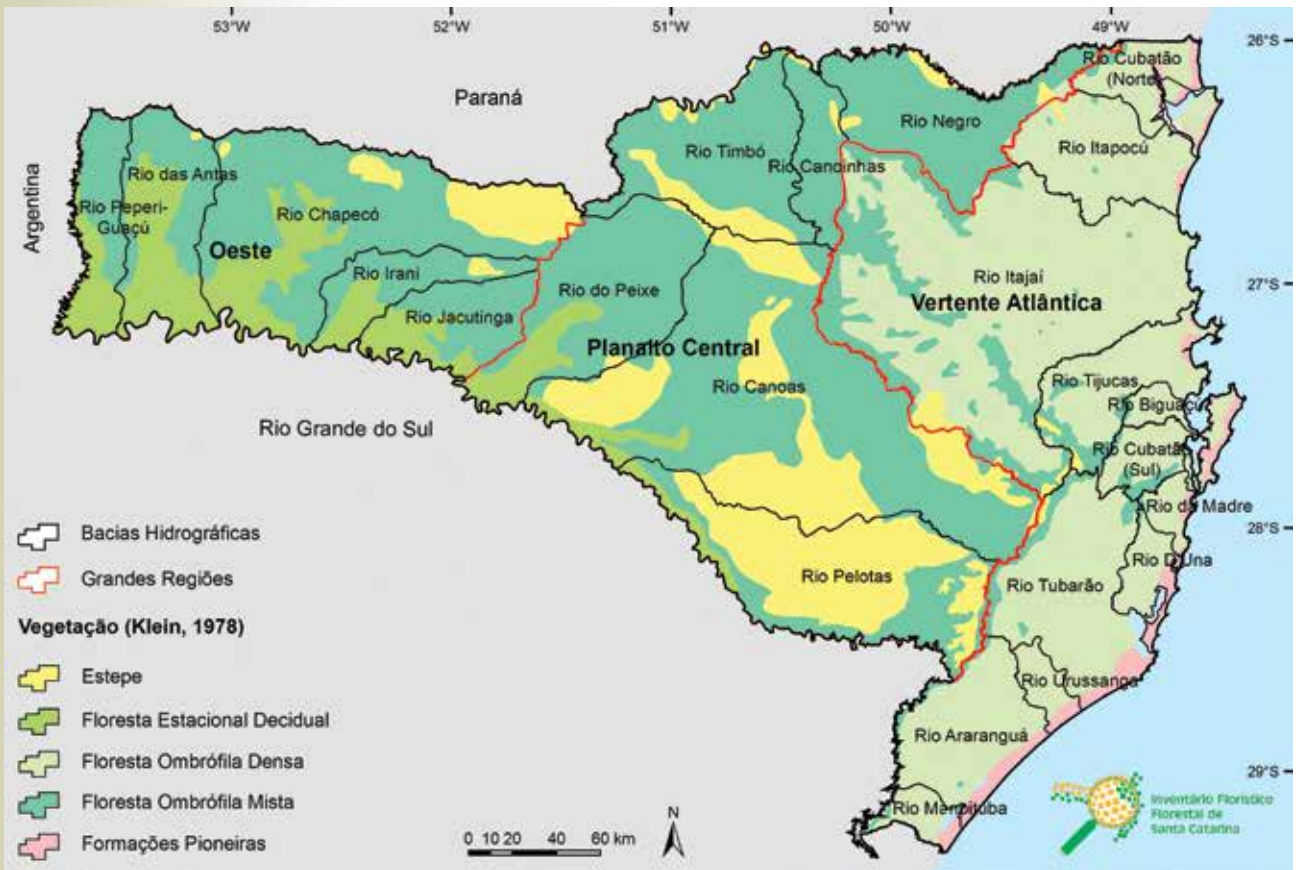 53°W
52°W
51°W
50°W
49°W
26°S
27°S
28°S
29°S
Paraná
Argentina
Rio Grande do Sul
Rio Cubatão
(Norte)
Rio Negro
Rio Itapocú
Rio Timbó
Rio Canoinhas
Rio das Antas
Rio Peperi-
Guaçú
Rio Chapecó
Oeste
Rio Irani
Rio Jacutinga
Rio do Peixe
Planalto Central
Rio Canoas
Rio Itajaí
Vertente Atlântica
Rio Tijucas
Rio Biguaçú
Rio Cubatão
(Sul)
Rio da Madre
Rio D'Una
Rio Pelotas
Rio Tubarão
Rio Urussanga
Rio Araranguá
Rio Mampituba
Bacias Hidrográficas
Grandes Regiões
Vegetação (Klein, 1978)
Estepe
Floresta Estacional Decidual
Floresta Ombrófila Densa
Floresta Ombrófila Mista
Formações Pioneiras
0 10 20 40 60 km
N
Inventário Florístico
Florestal de
Santa Catarina